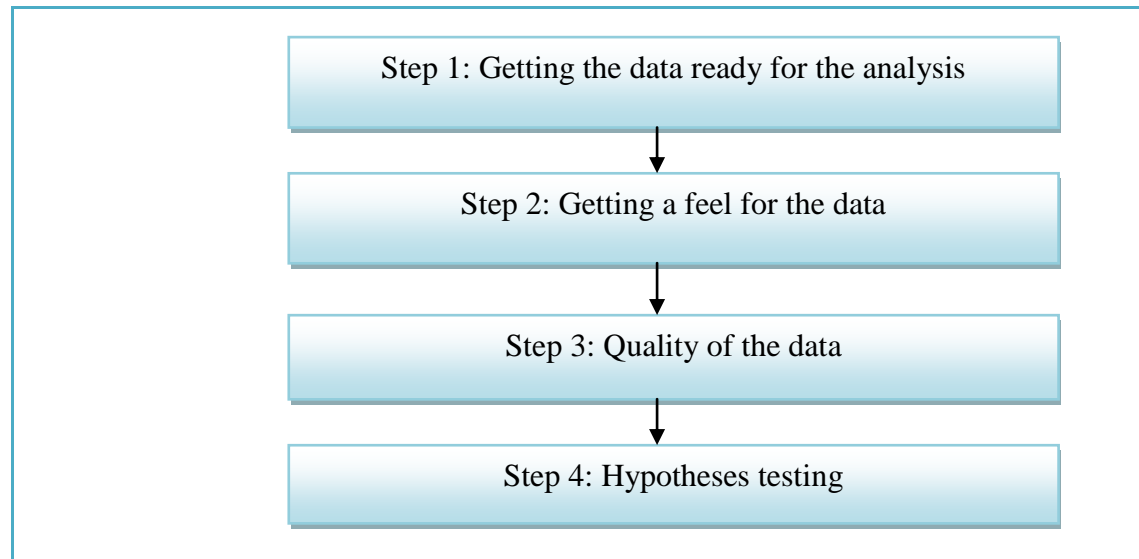 Step 1: Getting the data ready for the analysis
Step 2: Getting a feel for the data
Step 3: Quality of the data
Step 4: Hypotheses testing